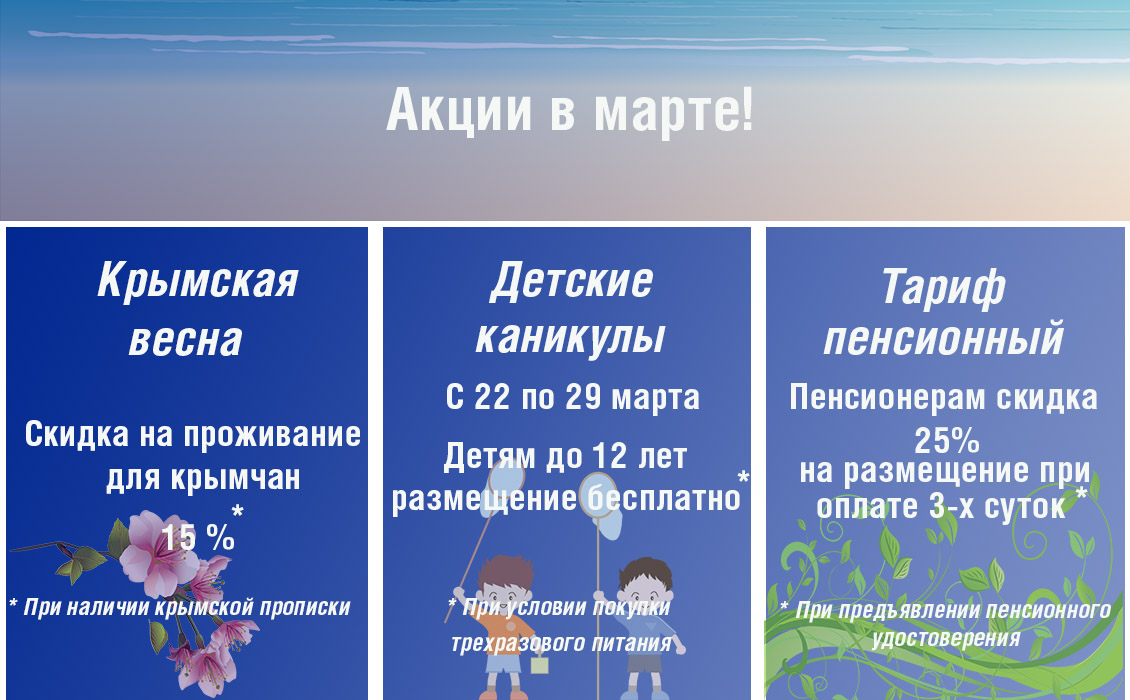 Акции в марте!
Крымская
весна
Скидка на проживание
для крымчан
15 %*
* При наличии крымской прописки
Детские
каникулы
С 22 по 29 марта
Детям до 12 лет
размещение бесплатно*
* При условии покупки
трехразового питания
Тариф
пенсионный
Пенсионерам скидка
25%
на размещение при
оплате 3-х суток*
* При предъявлении пенсионного
удостоверения